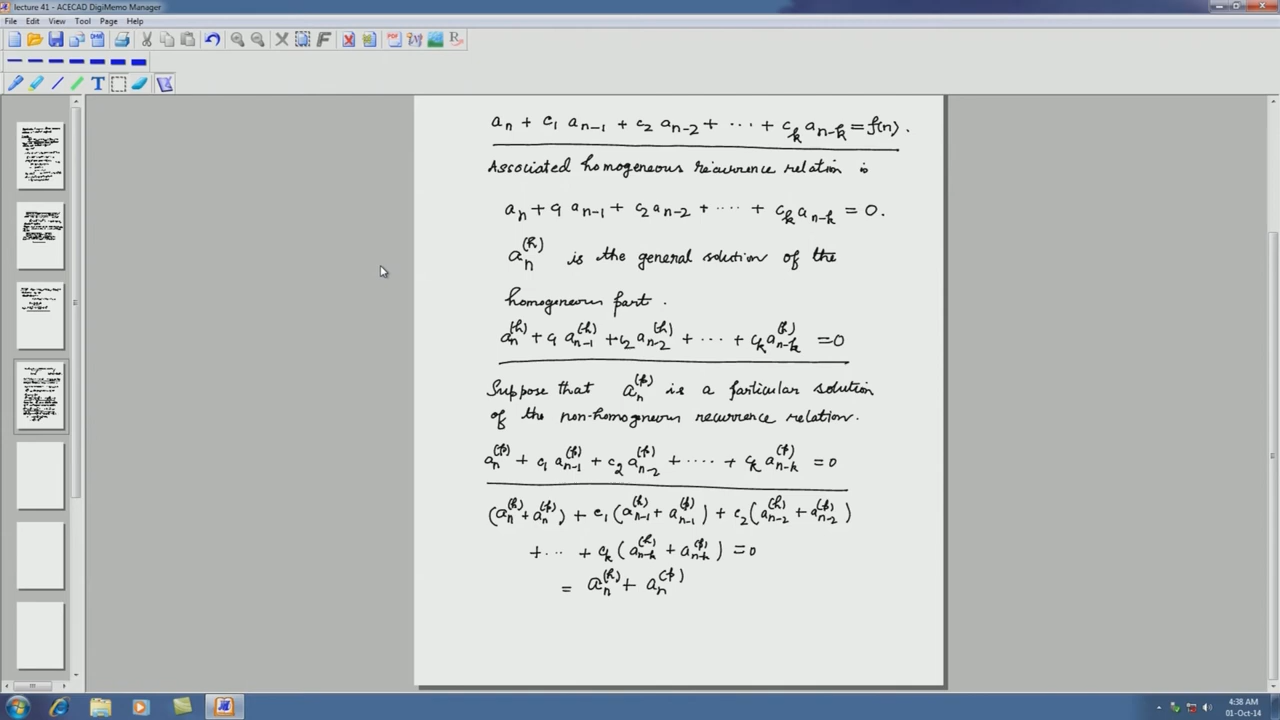 lecture 41 - ACECAD DigiMemo Manager
File Edit View Tool Page Help
a_n + c_1 a_{n-1} + c_2 a_{n-2} + ... + c_k a_{n-k} = f(n).
Associated homogeneous recurrence relation is
a_n + c_1 a_{n-1} + c_2 a_{n-2} + .... + c_k a_{n-k} = 0.
a_n^{(h)} is the general solution of the
homogeneous part.
a_n^{(h)} + c_1 a_{n-1}^{(h)} + c_2 a_{n-2}^{(h)} + ... + c_k a_{n-k}^{(h)} = 0
Suppose that a_n^{(p)} is a particular solution
of the non-homogeneous recurrence relation.
a_n^{(p)} + c_1 a_{n-1}^{(p)} + c_2 a_{n-2}^{(p)} + .... + c_k a_{n-k}^{(p)} = 0
(a_n^{(h)} + a_n^{(p)}) + c_1 (a_{n-1}^{(h)} + a_{n-1}^{(p)}) + c_2 (a_{n-2}^{(h)} + a_{n-2}^{(p)})
+ ... + c_k (a_{n-k}^{(h)} + a_{n-k}^{(p)}) = 0
= a_n^{(h)} + a_n^{(p)}
4:38 AM
01-Oct-14